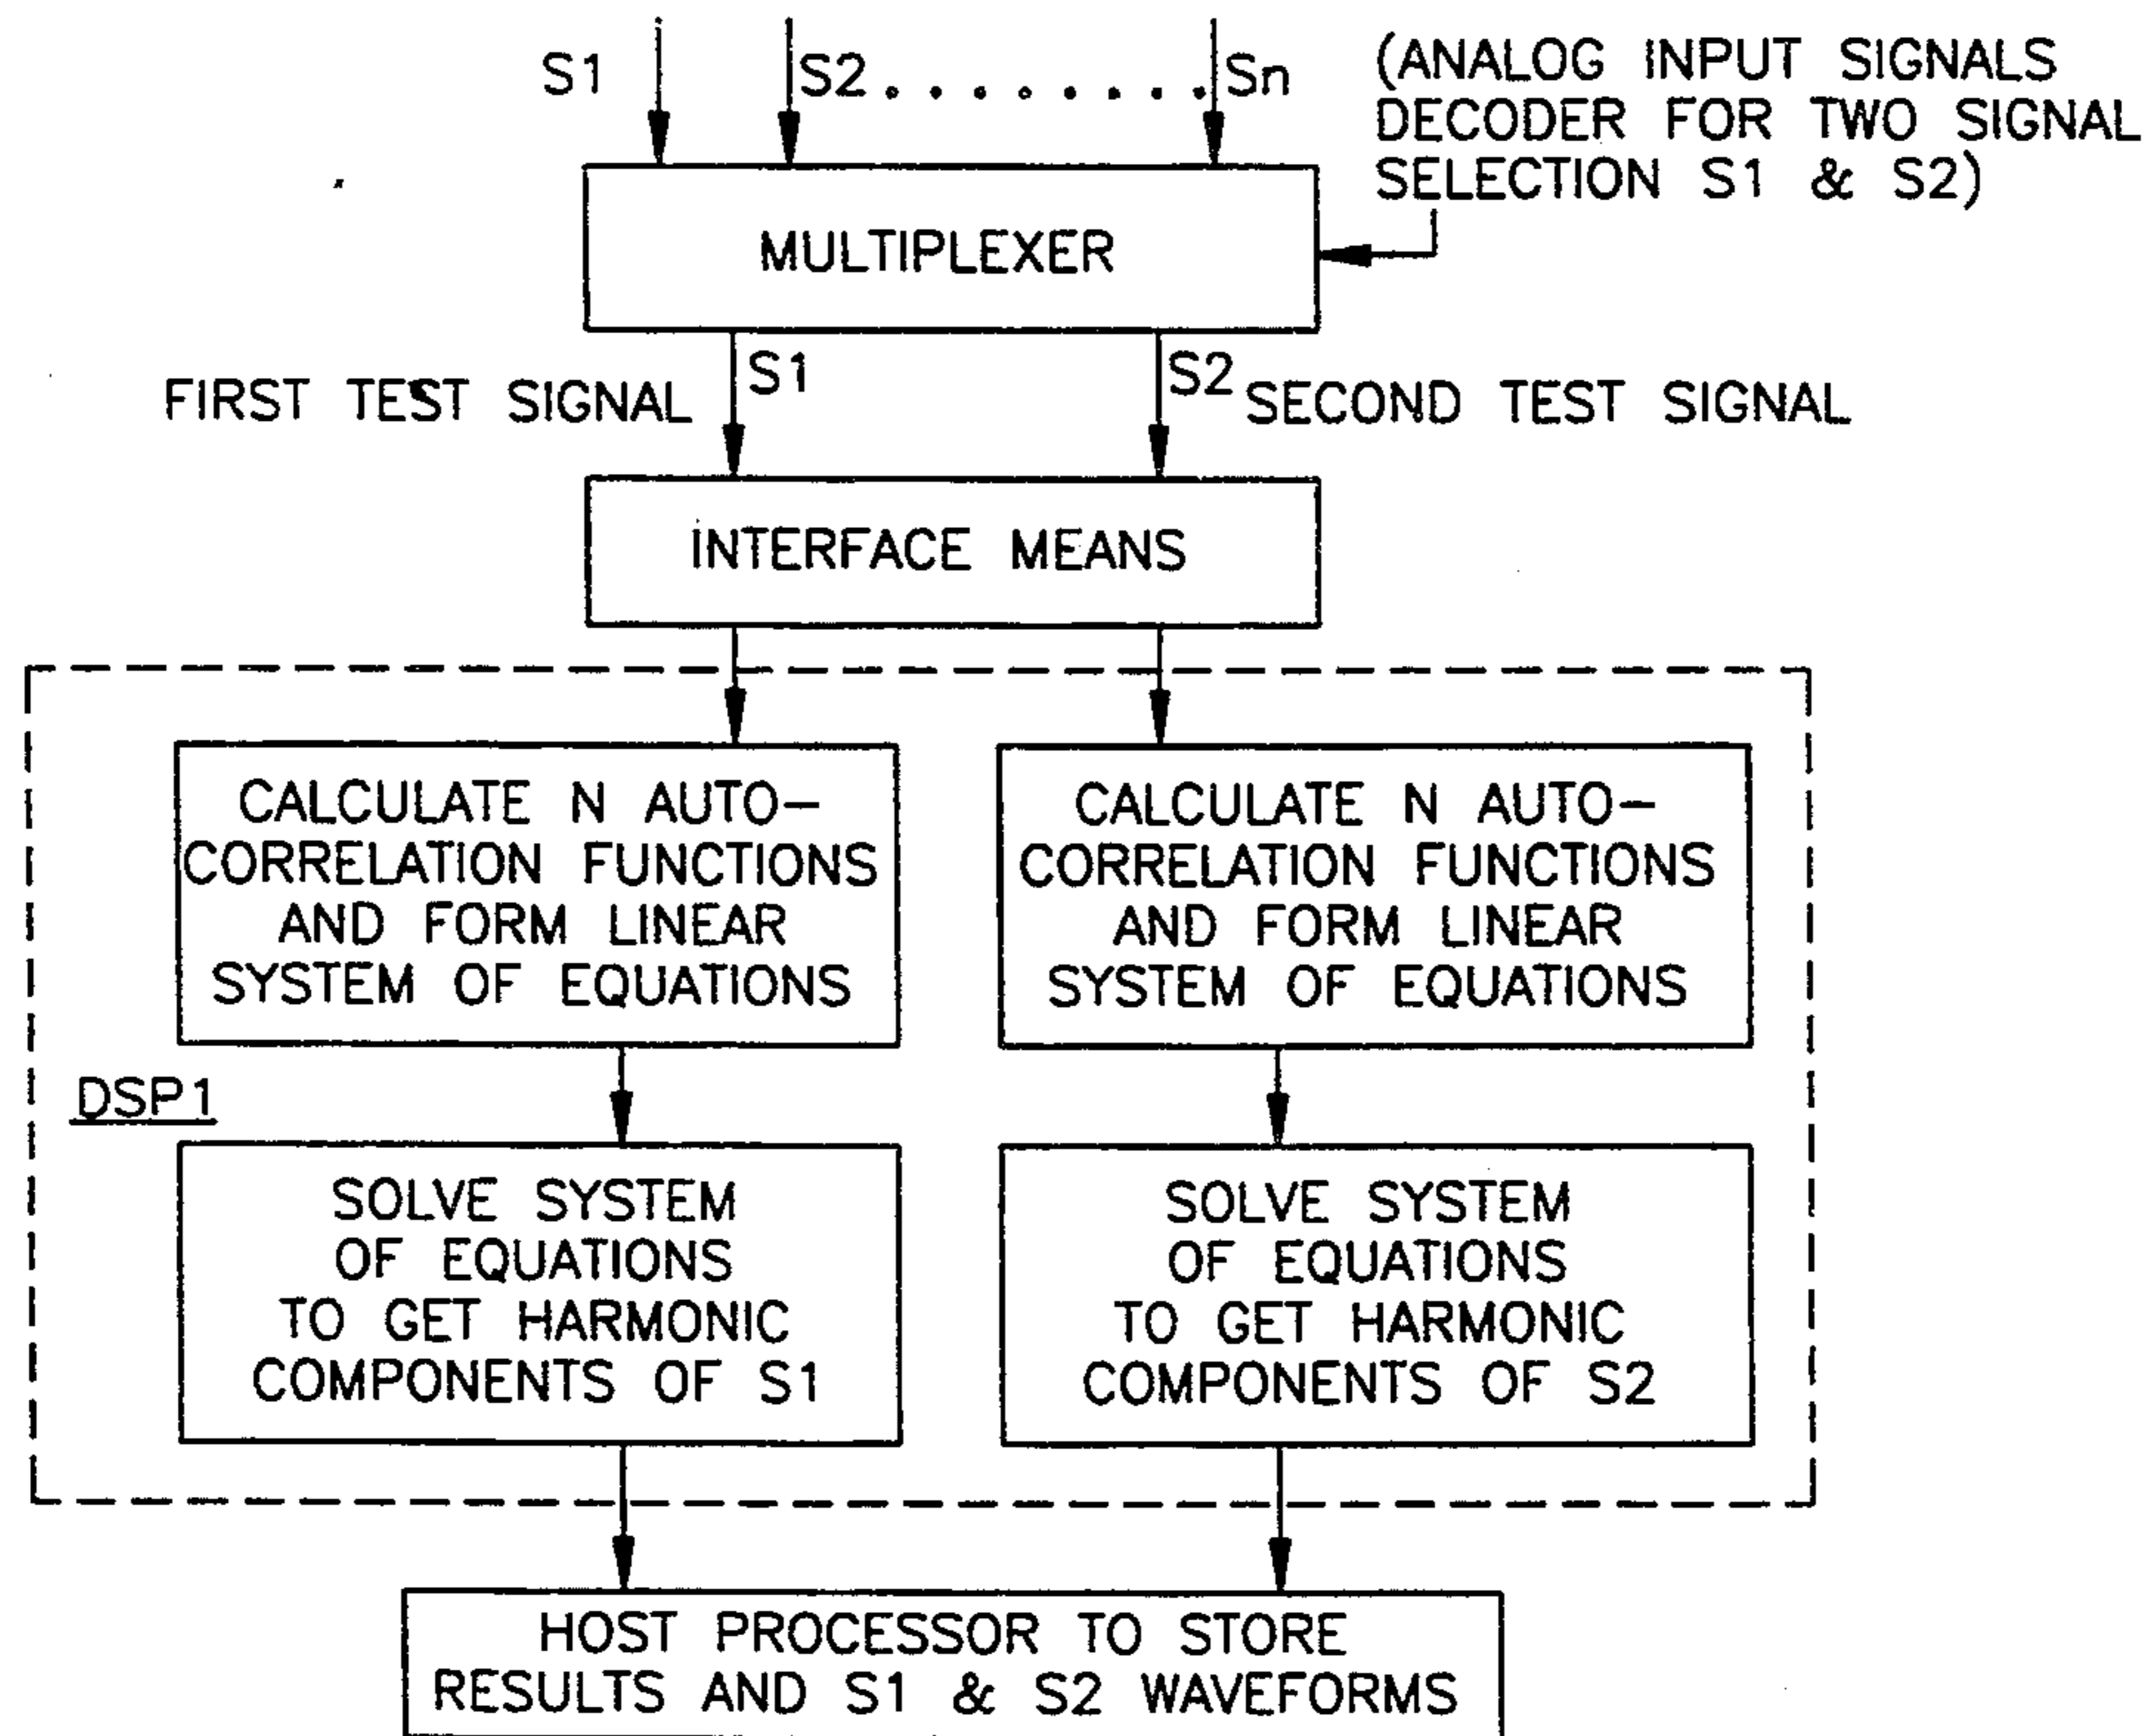 S1 S2 . . . . . . . . Sn
(ANALOG INPUT SIGNALS
DECODER FOR TWO SIGNAL
SELECTION S1 & S2)
MULTIPLEXER
FIRST TEST SIGNAL S1
S2 SECOND TEST SIGNAL
INTERFACE MEANS
CALCULATE N AUTO-
CORRELATION FUNCTIONS
AND FORM LINEAR
SYSTEM OF EQUATIONS
CALCULATE N AUTO-
CORRELATION FUNCTIONS
AND FORM LINEAR
SYSTEM OF EQUATIONS
DSP1
SOLVE SYSTEM
OF EQUATIONS
TO GET HARMONIC
COMPONENTS OF S1
SOLVE SYSTEM
OF EQUATIONS
TO GET HARMONIC
COMPONENTS OF S2
HOST PROCESSOR TO STORE
RESULTS AND S1 & S2 WAVEFORMS